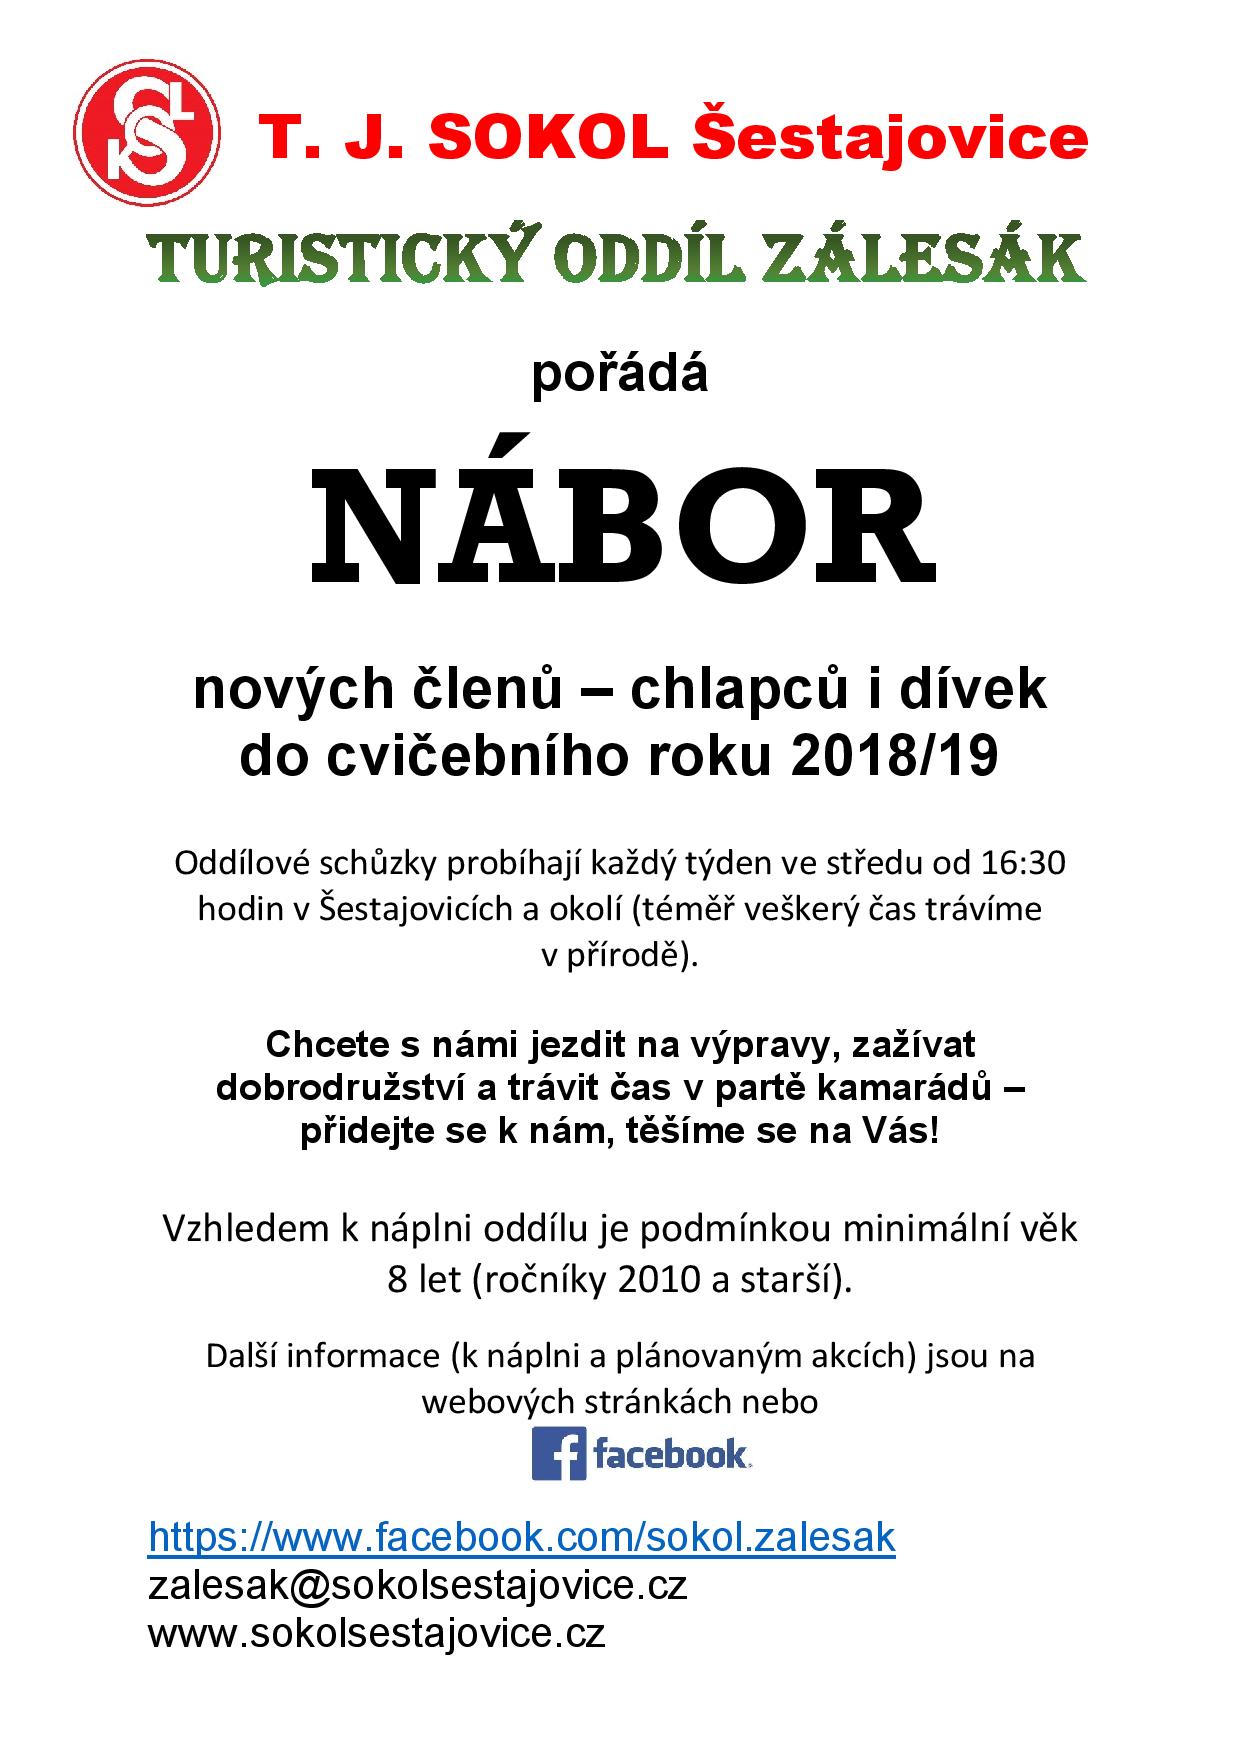 T. J. SOKOL Šestajovice
TURISTICKÝ ODDÍL ZÁLESÁK
pořádá
NÁBOR
nových členů – chlapců i dívek
do cvičebního roku 2018/19
Oddílové schůzky probíhají každý týden ve středu od 16:30
hodin v Šestajovicích a okolí (téměř veškerý čas trávíme
v přírodě).
Chcete s námi jezdit na výpravy, zažívat
dobrodružství a trávit čas v partě kamarádů –
přidejte se k nám, těšíme se na Vás!
Vzhledem k náplni oddílu je podmínkou minimální věk
8 let (ročníky 2010 a starší).
Další informace (k náplni a plánovaným akcích) jsou na
webových stránkách nebo
facebook
https://www.facebook.com/sokol.zalesak
zalesak@sokolsestajovice.cz
www.sokolsestajovice.cz